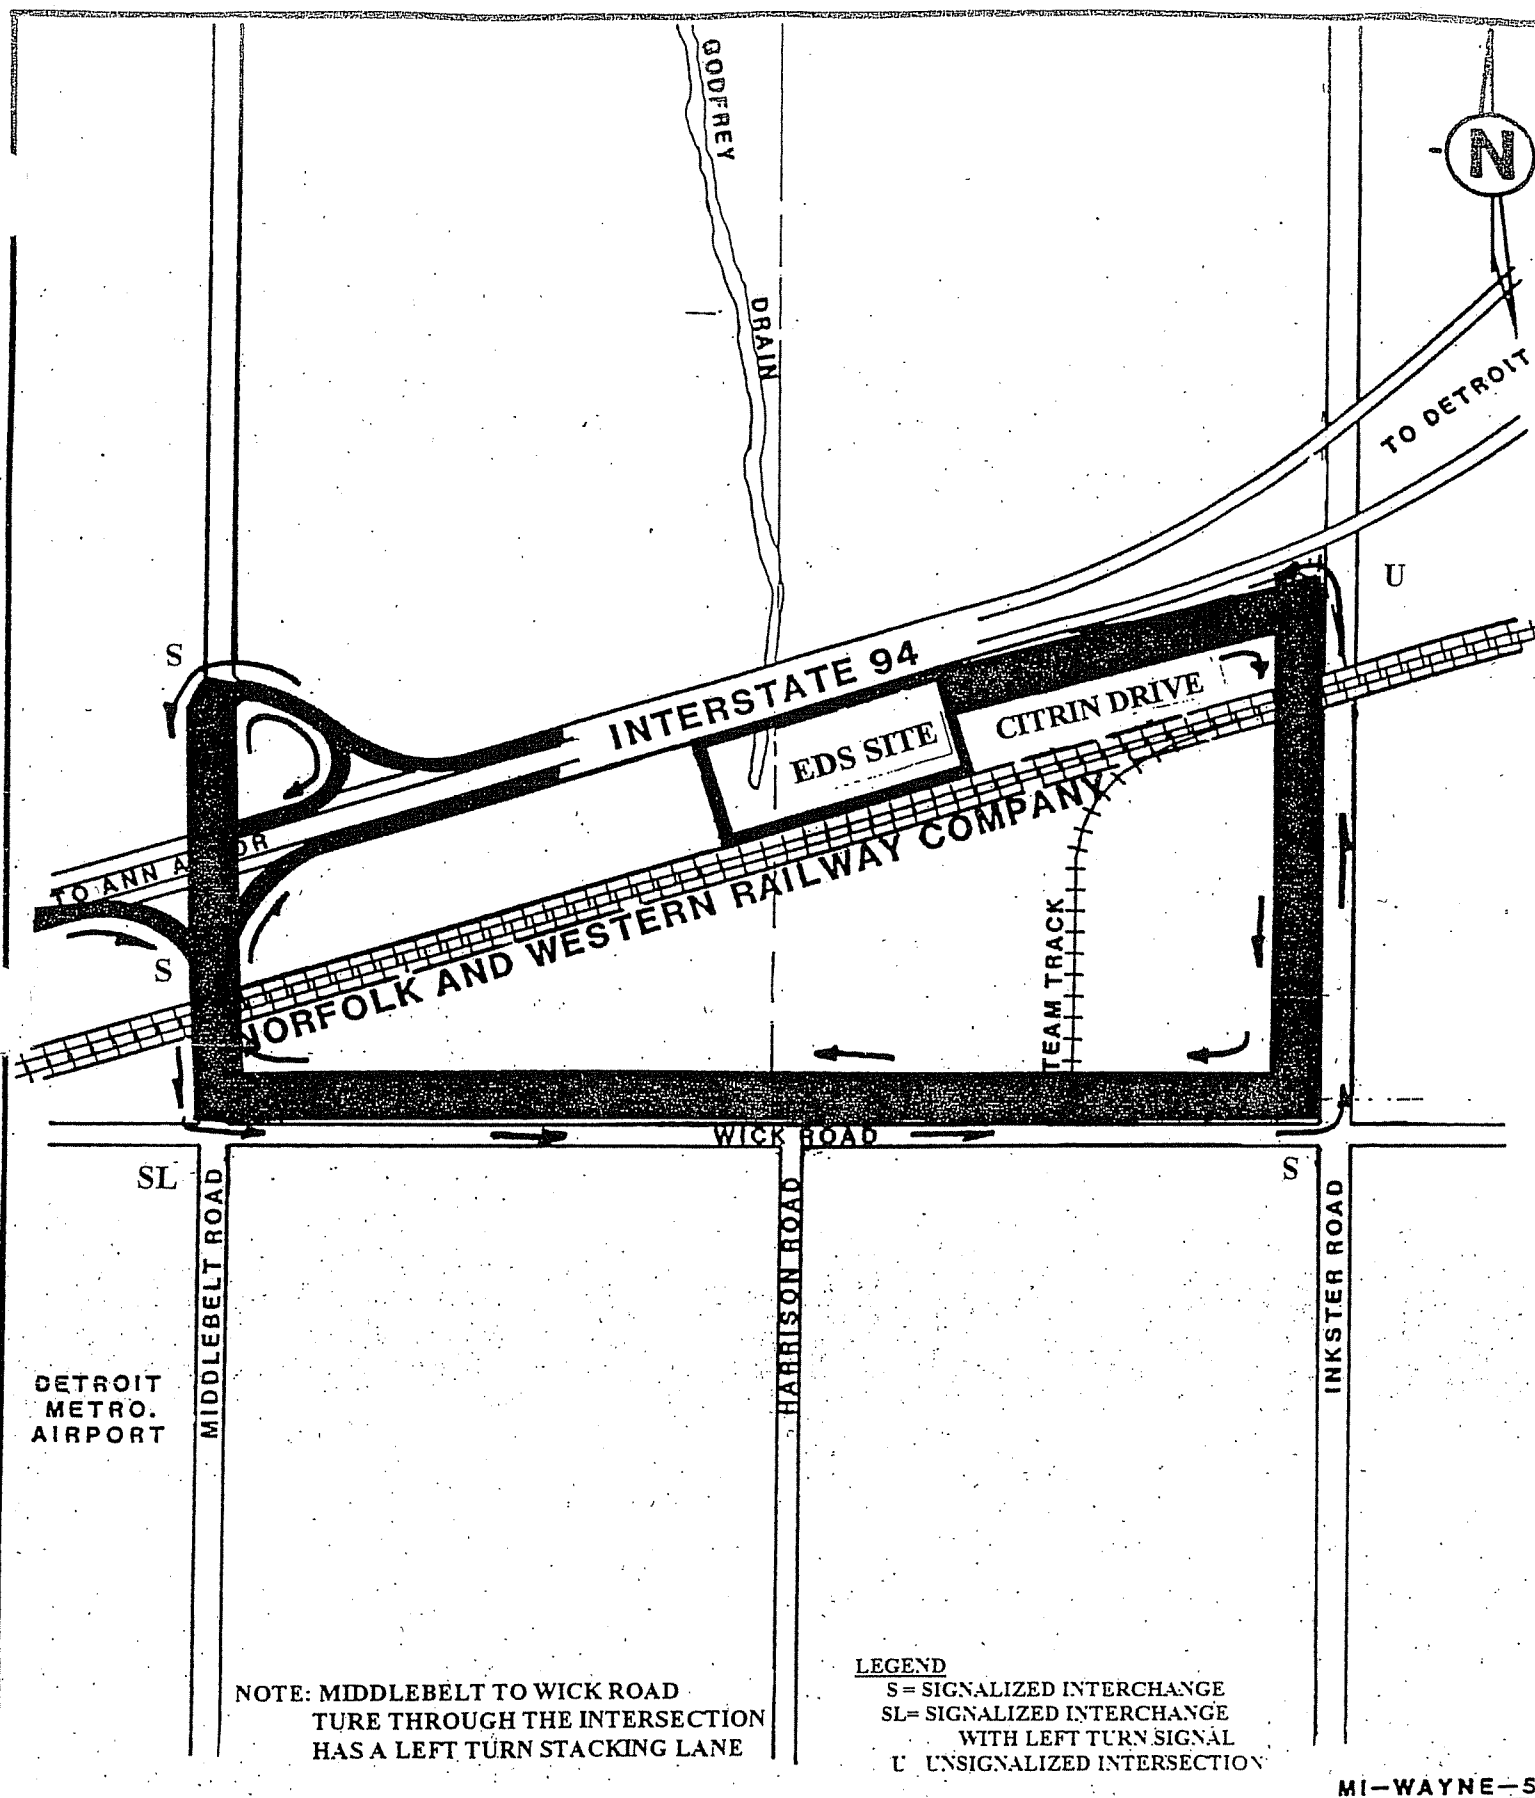 GODFREY
N
DRAIN
TO DETROIT
U
S
INTERSTATE 94
CITRIN DRIVE
EDS SITE
TO ANN
NORFOLK AND WESTERN RAILWAY COMPANY
S
TEAM TRACK
WICK ROAD
SL
S
MIDDLEBELT ROAD
HARRISON ROAD
INKSTER ROAD
DETROIT
METRO.
AIRPORT
NOTE: MIDDLEBELT TO WICK ROAD
TURE THROUGH THE INTERSECTION
HAS A LEFT TURN STACKING LANE
LEGEND
S = SIGNALIZED INTERCHANGE
SL= SIGNALIZED INTERCHANGE
WITH LEFT TURN SIGNAL
U UNSIGNALIZED INTERSECTION
MI-WAYNE-5